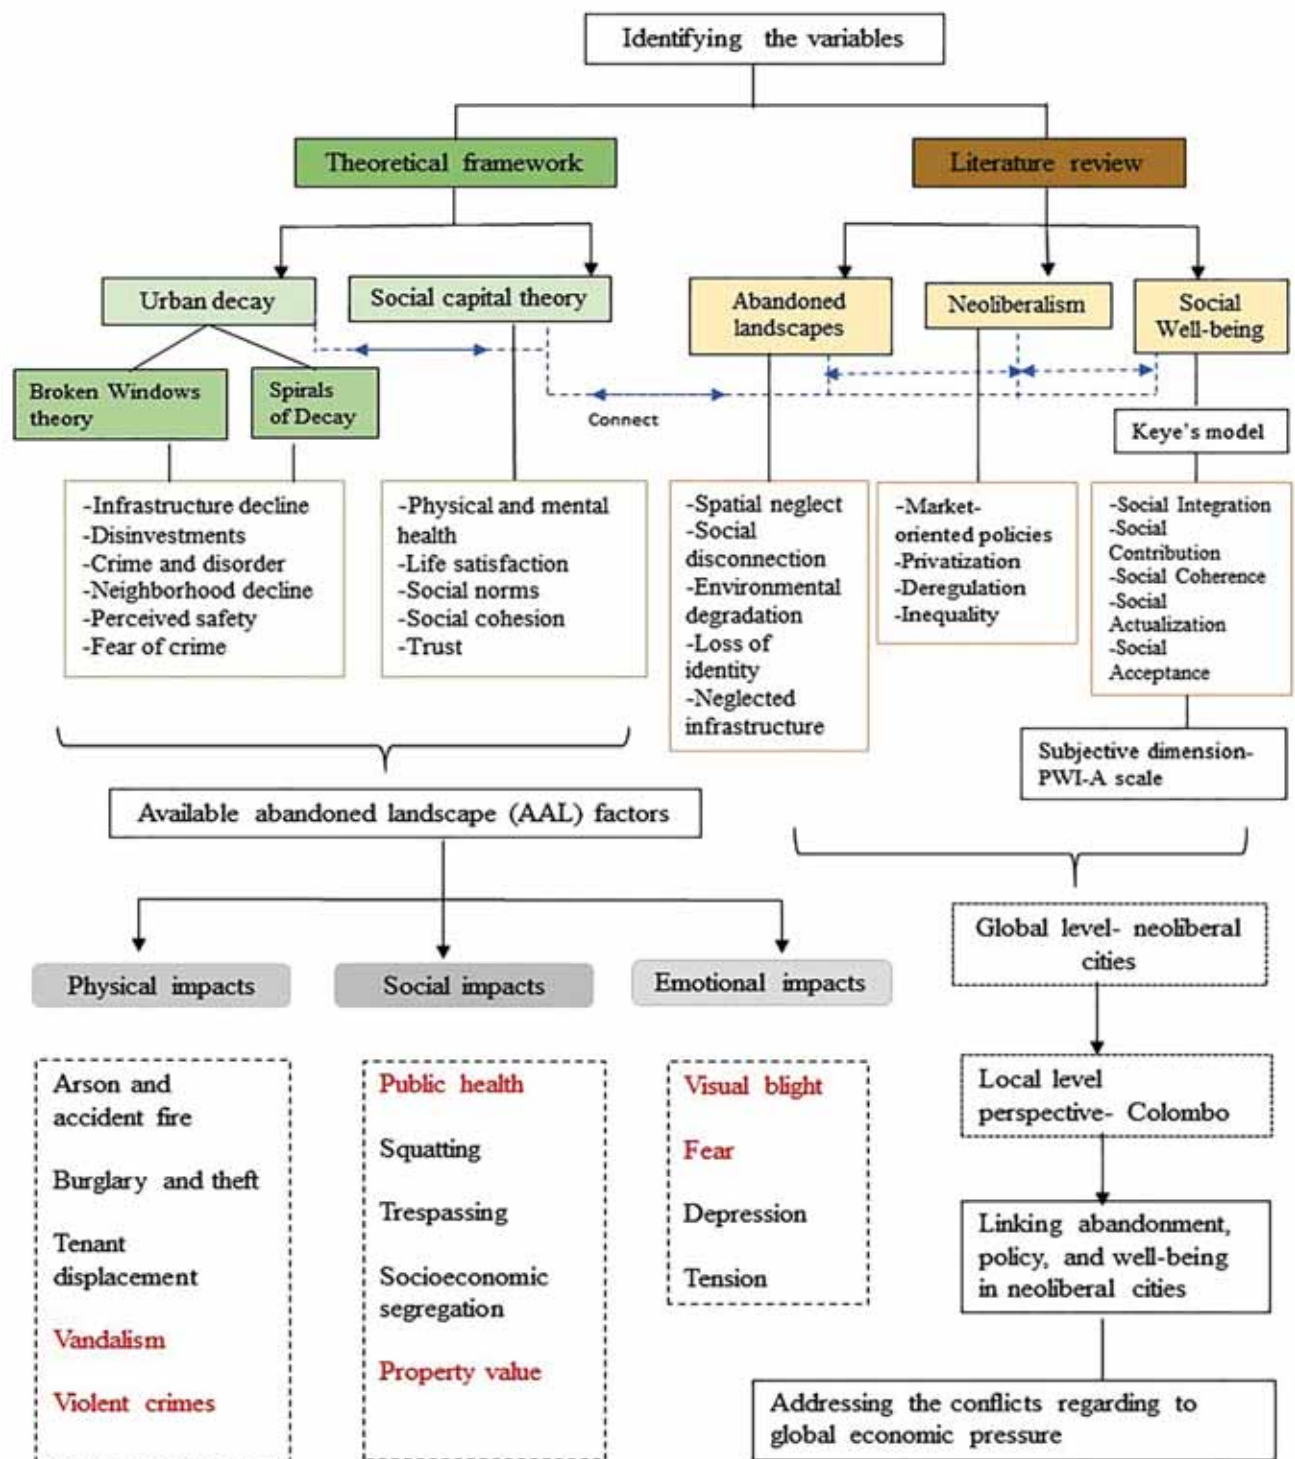 Identifying the variables
Theoretical framework
Literature review
Urban decay
Social capital theory
Abandoned
landscapes
Neoliberalism
Social
Well-being
Broken Windows
theory
Spirals
of Decay
Connect
Keye's model
-Infrastructure decline
-Disinvestments
-Crime and disorder
-Neighborhood decline
-Perceived safety
-Fear of crime
-Physical and mental
health
-Life satisfaction
-Social norms
-Social cohesion
-Trust
-Spatial neglect
-Social
disconnection
-Environmental
degradation
-Loss of
identity
-Neglected
infrastructure
-Market-
oriented policies
-Privatization
-Deregulation
-Inequality
-Social Integration
-Social
Contribution
-Social Coherence
-Social
Actualization
-Social
Acceptance
Subjective dimension-
PWI-A scale
Available abandoned landscape (AAL) factors
Physical impacts
Social impacts
Emotional impacts
Arson and
accident fire
Burglary and theft
Tenant
displacement
Vandalism
Violent crimes
Public health
Squatting
Trespassing
Socioeconomic
segregation
Property value
Visual blight
Fear
Depression
Tension
Global level- neoliberal
cities
Local level
perspective- Colombo
Linking abandonment,
policy, and well-being
in neoliberal cities
Addressing the conflicts regarding to
global economic pressure